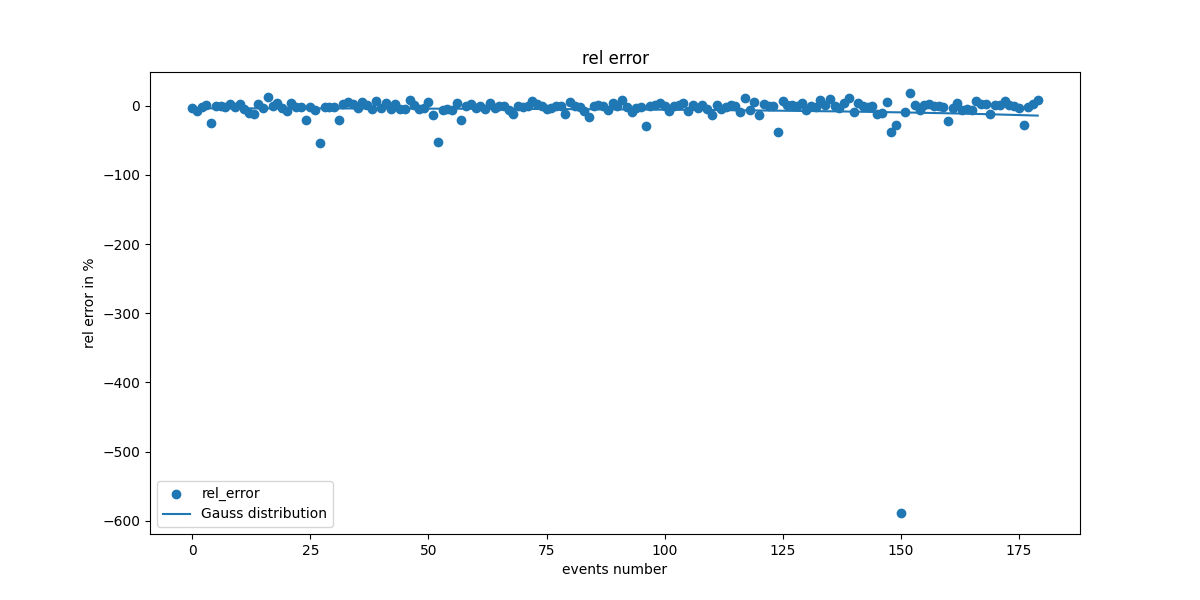 rel error
0
−100
−200
−300
−400
−500
−600
rel error in %
rel_error
Gauss distribution
0 25 50 75 100 125 150 175
events number